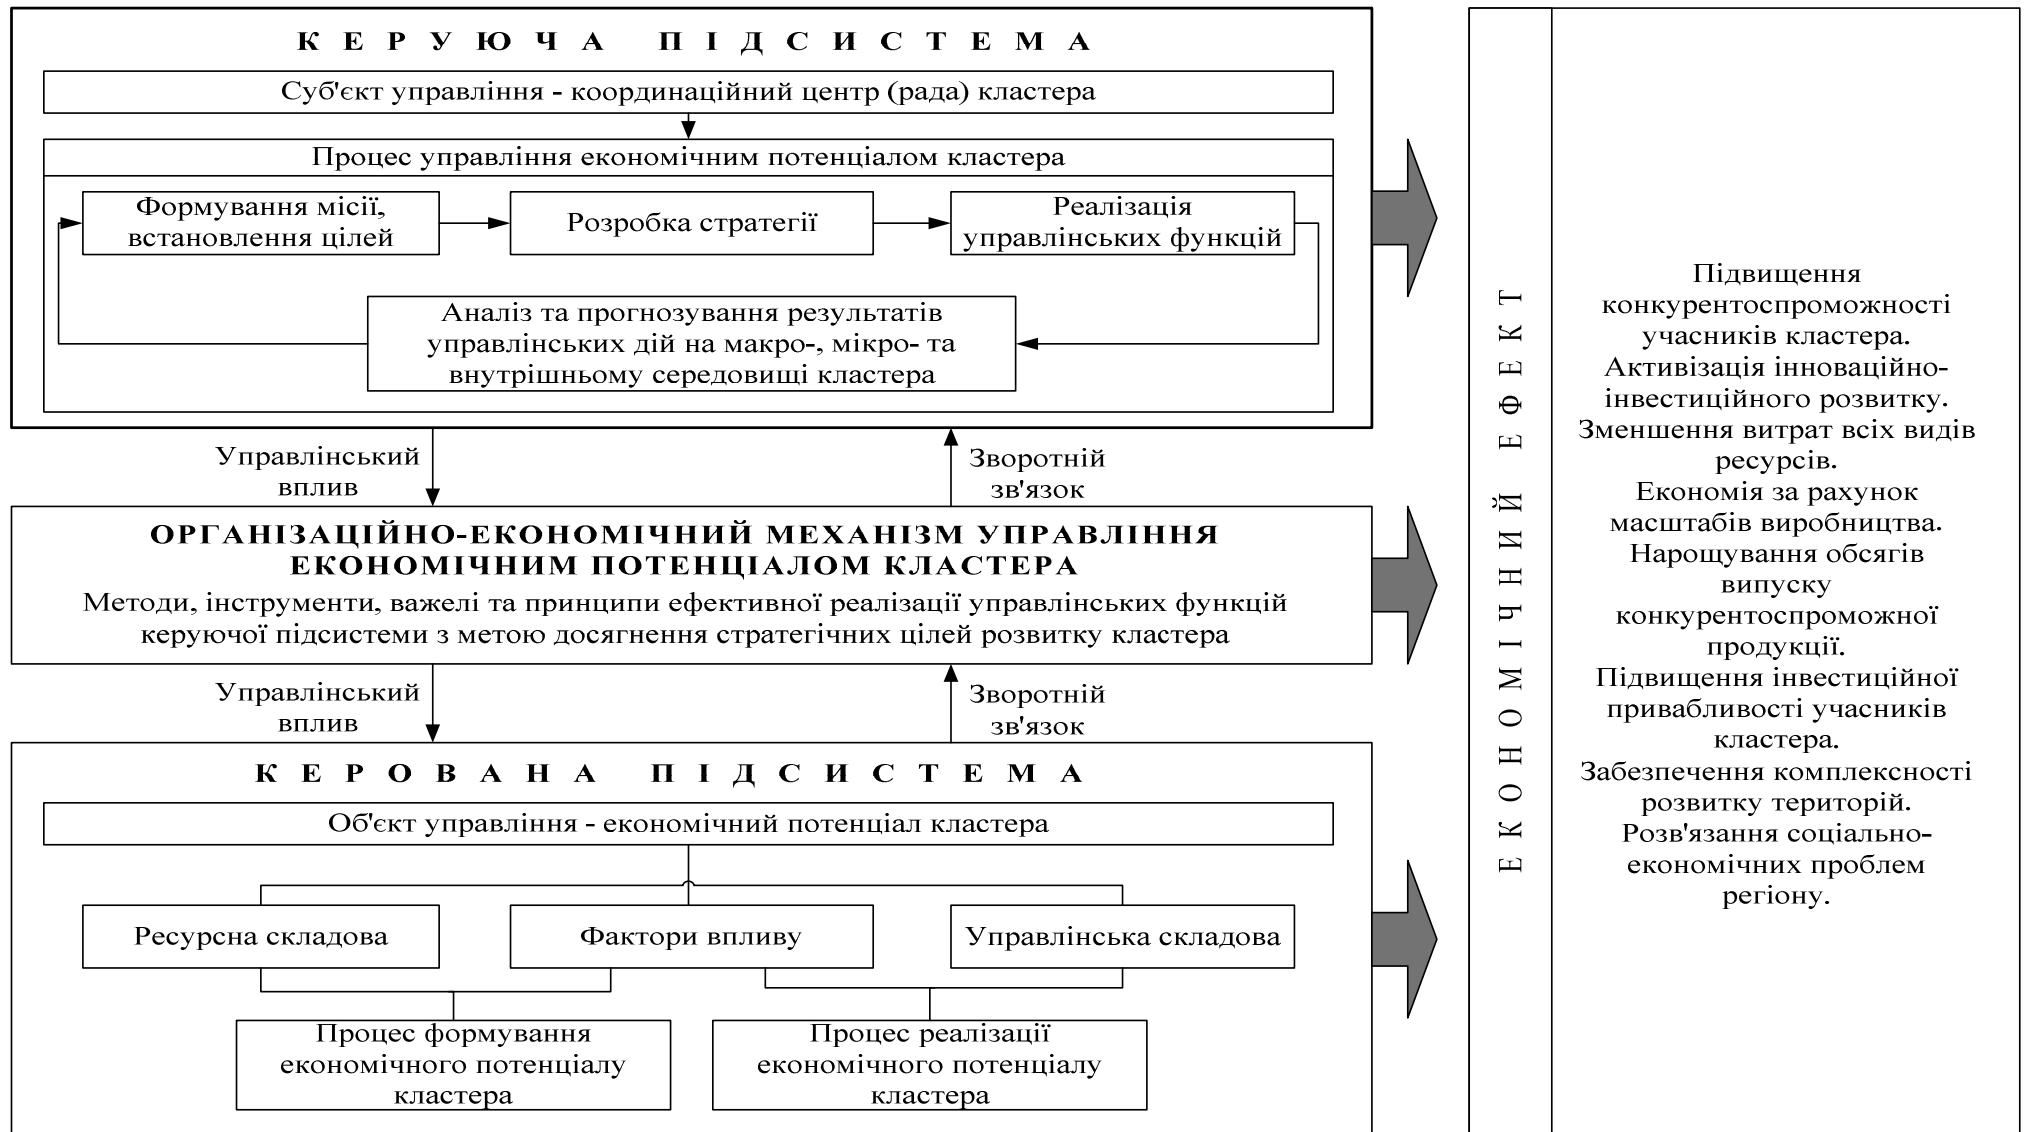 КЕРУЮЧА ПІДСИСТЕМА
Суб'єкт управління - координаційний центр (рада) кластера
Процес управління економічним потенціалом кластера
Формування місії,
встановлення цілей
Розробка стратегії
Реалізація
управлінських функцій
Аналіз та прогнозування результатів
управлінських дій на макро-, мікро- та
внутрішньому середовищі кластера
Управлінський
вплив
Зворотній
зв'язок
ОРГАНІЗАЦІЙНО-ЕКОНОМІЧНИЙ МЕХАНІЗМ УПРАВЛІННЯ
ЕКОНОМІЧНИМ ПОТЕНЦІАЛОМ КЛАСТЕРА
Методи, інструменти, важелі та принципи ефективної реалізації управлінських функцій
керуючої підсистеми з метою досягнення стратегічних цілей розвитку кластера
Управлінський
вплив
Зворотній
зв'язок
КЕРОВАНА ПІДСИСТЕМА
Об'єкт управління - економічний потенціал кластера
Ресурсна складова
Фактори впливу
Управлінська складова
Процес формування
економічного потенціалу
кластера
Процес реалізації
економічного потенціалу
кластера
ЕКОНОМІЧНИЙ ЕФЕКТ
Підвищення
конкурентоспроможності
учасників кластера.
Активізація інноваційно-
інвестиційного розвитку.
Зменшення витрат всіх видів
ресурсів.
Економія за рахунок
масштабів виробництва.
Нарощування обсягів
випуску
конкурентоспроможної
продукції.
Підвищення інвестиційної
привабливості учасників
кластера.
Забезпечення комплексності
розвитку територій.
Розв'язання соціально-
економічних проблем
регіону.